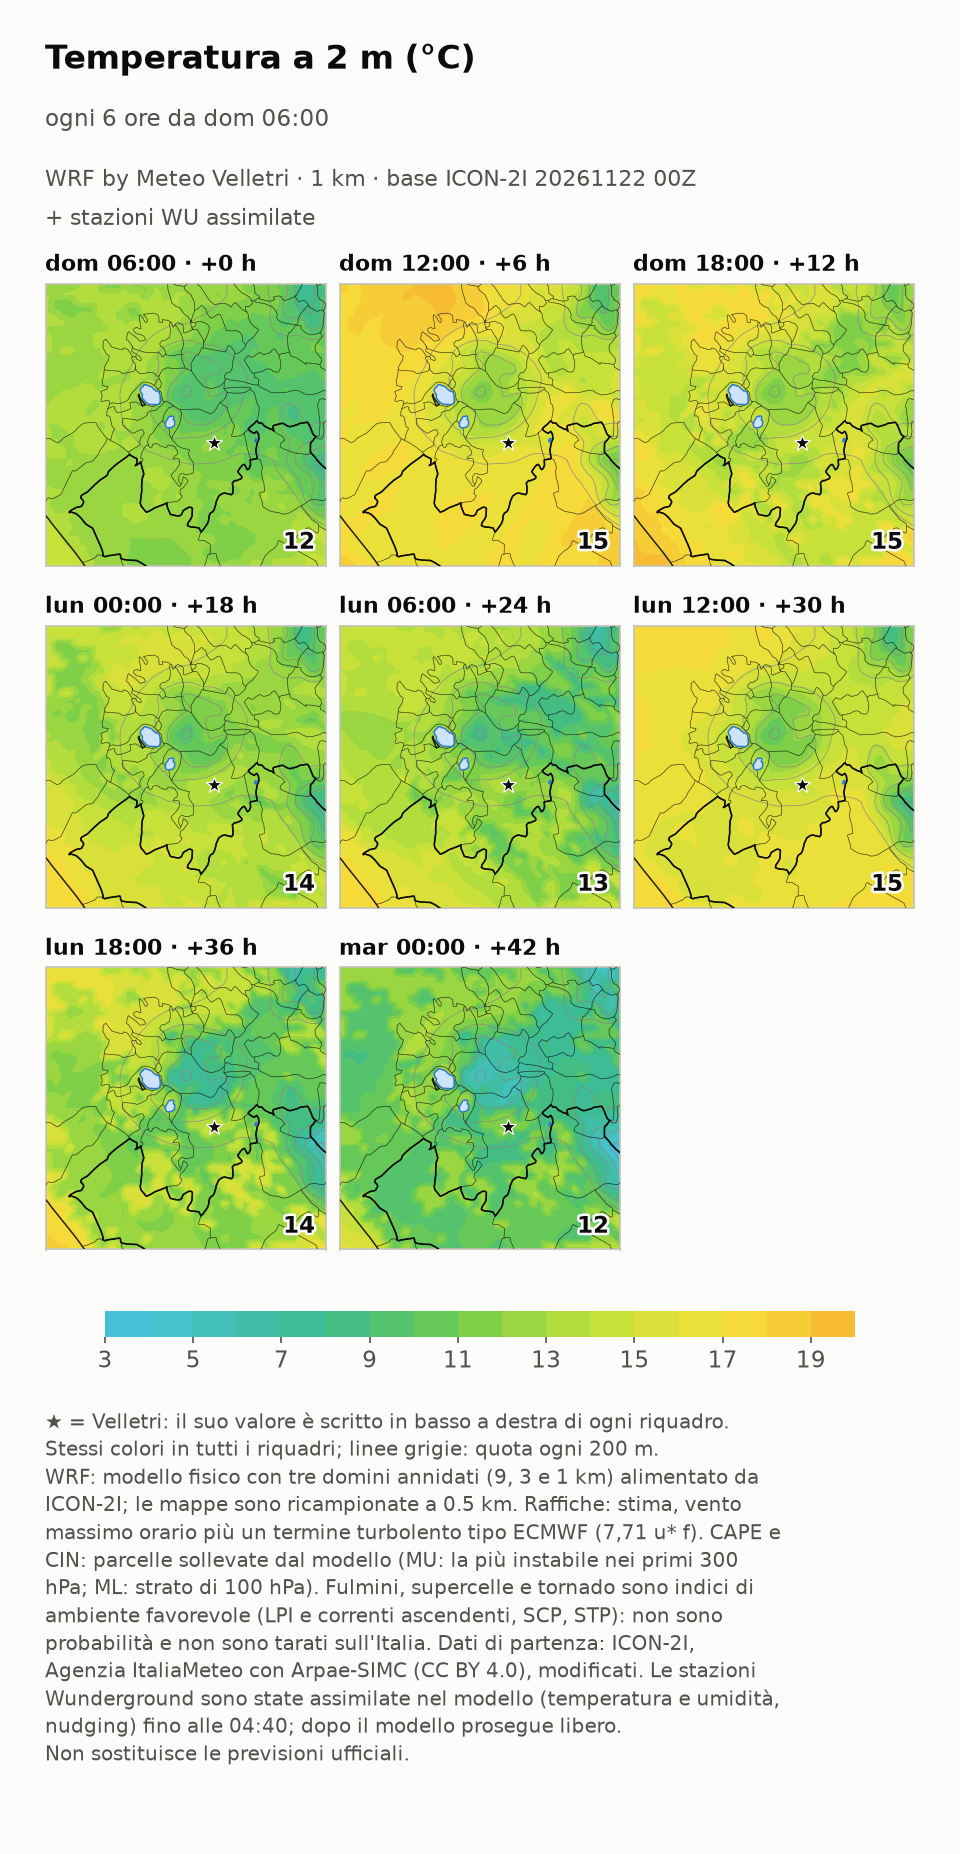 Temperatura a 2 m (°C)
ogni 6 ore da dom 06:00
WRF by Meteo Velletri · 1 km · base ICON-2I 20261122 00Z
+ stazioni WU assimilate
dom 06:00 · +0 h
dom 12:00 · +6 h
dom 18:00 · +12 h
12
15
15
lun 00:00 · +18 h
lun 06:00 · +24 h
lun 12:00 · +30 h
14
13
15
lun 18:00 · +36 h
mar 00:00 · +42 h
14
12
3 5 7 9 11 13 15 17 19
★ = Velletri: il suo valore è scritto in basso a destra di ogni riquadro.
Stessi colori in tutti i riquadri; linee grigie: quota ogni 200 m.
WRF: modello fisico con tre domini annidati (9, 3 e 1 km) alimentato da
ICON-2I; le mappe sono ricampionate a 0.5 km. Raffiche: stima, vento
massimo orario più un termine turbolento tipo ECMWF (7,71 u* f). CAPE e
CIN: parcelle sollevate dal modello (MU: la più instabile nei primi 300
hPa; ML: strato di 100 hPa). Fulmini, supercelle e tornado sono indici di
ambiente favorevole (LPI e correnti ascendenti, SCP, STP): non sono
probabilità e non sono tarati sull'Italia. Dati di partenza: ICON-2I,
Agenzia ItaliaMeteo con Arpae-SIMC (CC BY 4.0), modificati. Le stazioni
Wunderground sono state assimilate nel modello (temperatura e umidità,
nudging) fino alle 04:40; dopo il modello prosegue libero.
Non sostituisce le previsioni ufficiali.